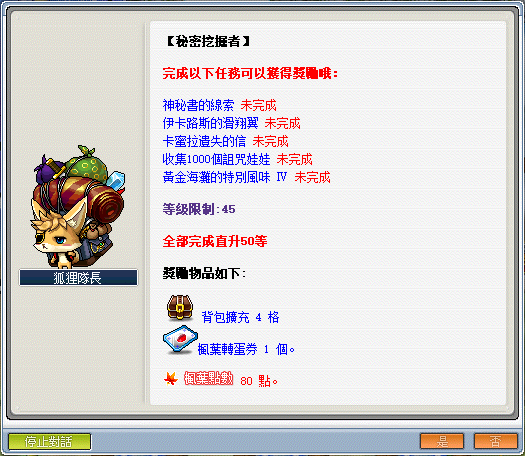 【秘密挖掘者】
完成以下任務可以獲得獎勵哦:
神秘書的線索 未完成
伊卡路斯的滑翔翼 未完成
卡蜜拉遺失的信 未完成
收集1000個詛咒娃娃 未完成
黃金海灘的特別風味 Ⅳ 未完成
等級限制:45
全部完成直升50等
獎勵物品如下:
背包擴充 4 格
楓葉轉蛋券 1 個。
楓葉點數 80 點。
狐狸隊長
停止對話
是
否